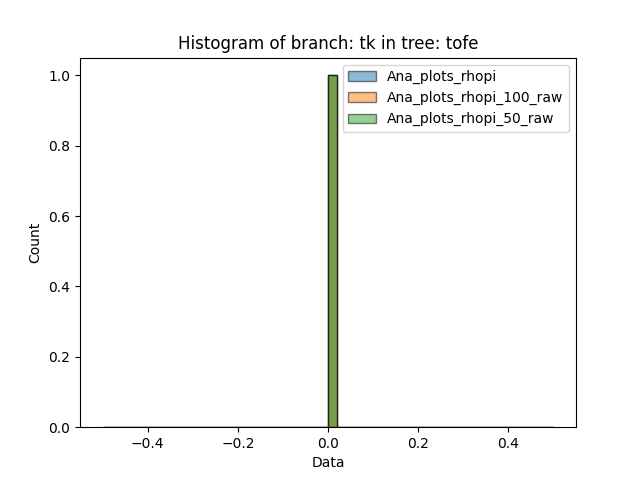 Histogram of branch: tk in tree: tofe
Ana_plots_rhopi
Ana_plots_rhopi_100_raw
Ana_plots_rhopi_50_raw
1.0
0.8
0.6
0.4
0.2
0.0
Count
−0.4 −0.2 0.0 0.2 0.4
Data